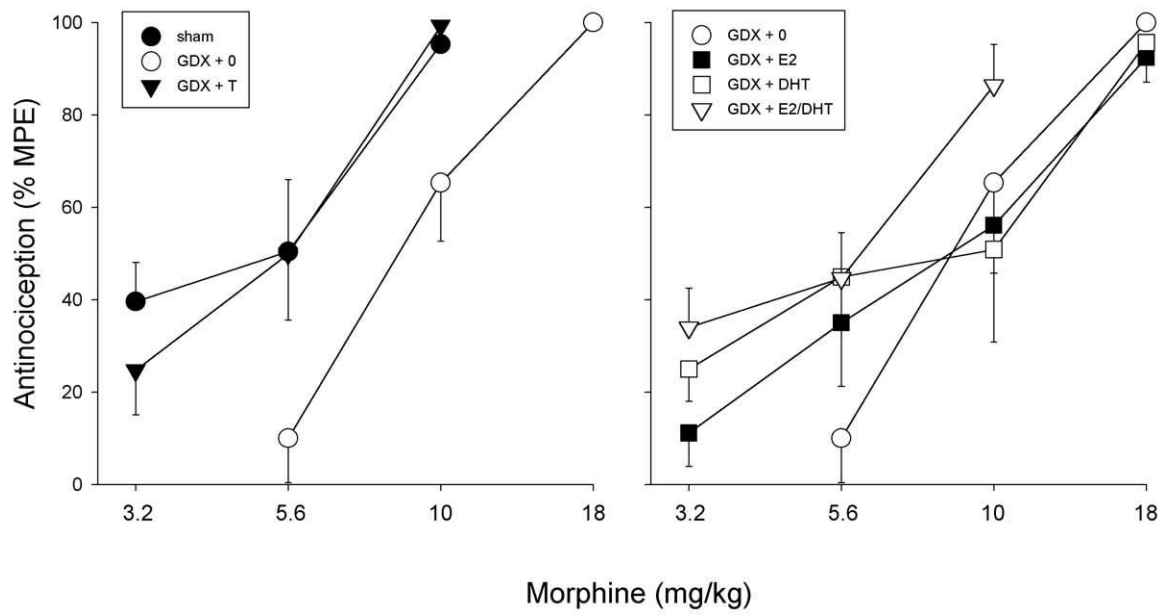 Antinociception (% MPE)
100
80
60
40
20
0
sham
GDX + 0
GDX + T
3.2
5.6
10
18
GDX + 0
GDX + E2
GDX + DHT
GDX + E2/DHT
3.2
5.6
10
18
Morphine (mg/kg)